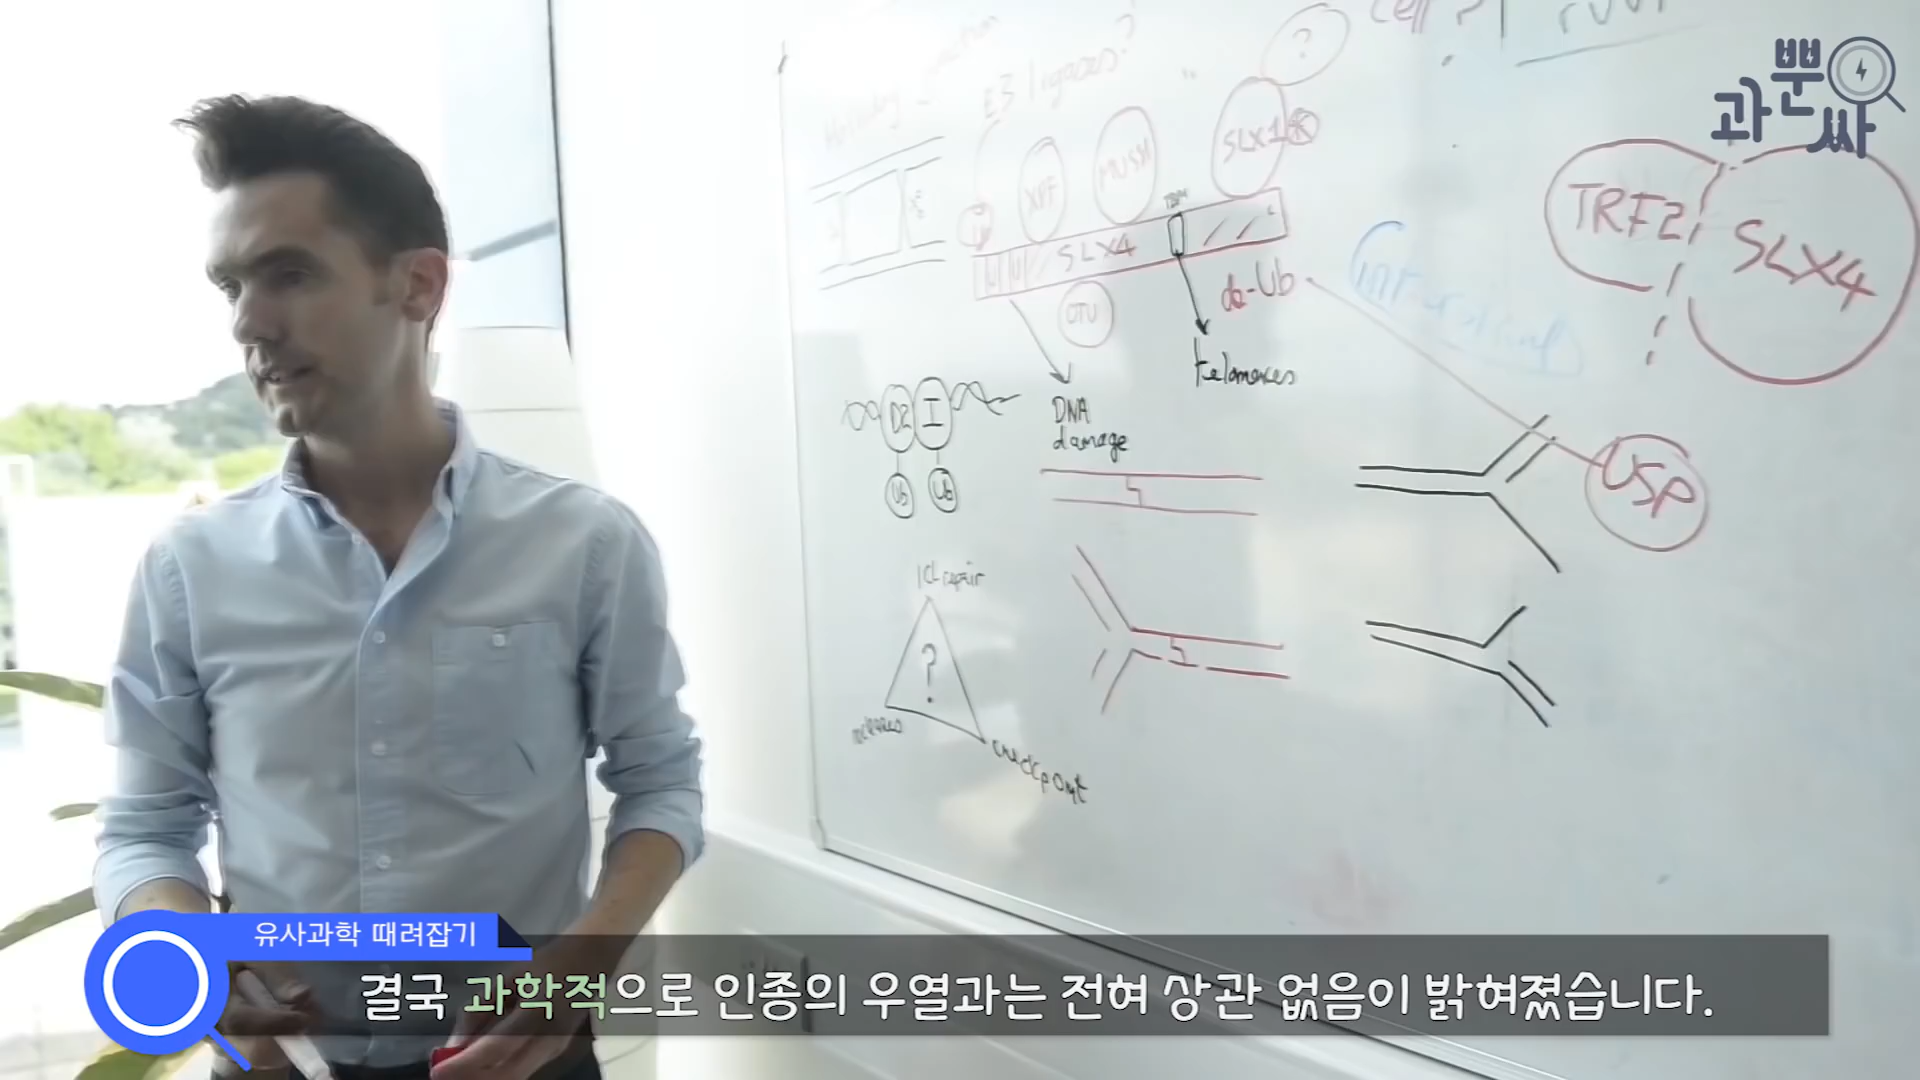 과뿐싸
E3 ligases?
?
XPF
MUS81
SLX1
TRF2
SLX4
SLX4
OTU
de-Ub
telomeres
D2 I
DNA
damage
Ub Ub
USP
ICL repair
?
checkpoint
유사과학 때려잡기
결국 과학적으로 인종의 우열과는 전혀 상관 없음이 밝혀졌습니다.